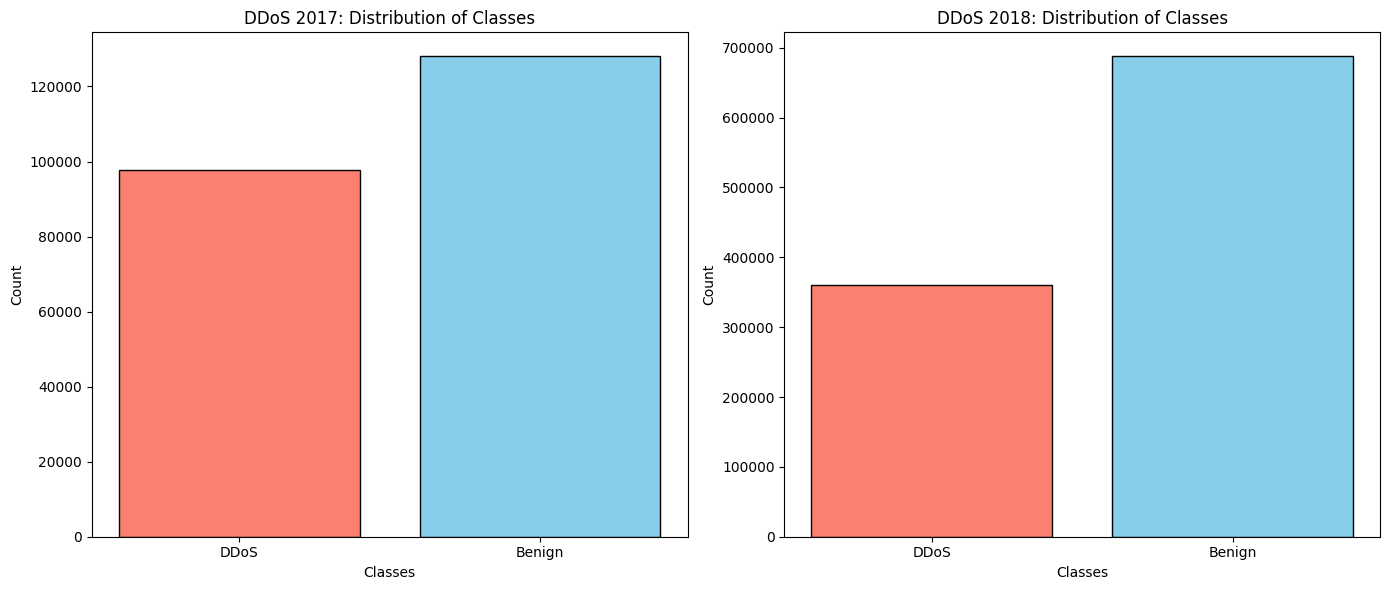 DDoS 2017: Distribution of Classes
120000
100000
80000
60000
40000
20000
0
Count
DDoS
Benign
Classes
DDoS 2018: Distribution of Classes
700000
600000
500000
400000
300000
200000
100000
0
Count
DDoS
Benign
Classes